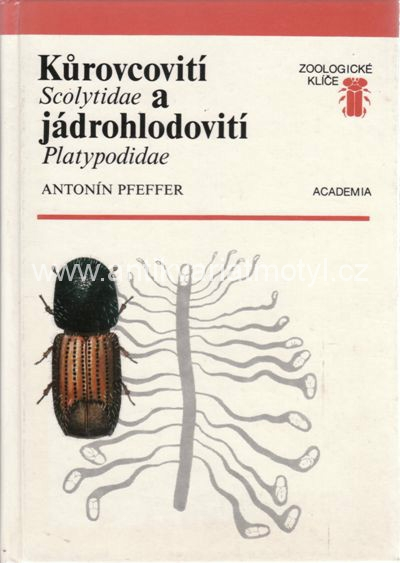 Kůrovcovití
Scolytidae a
jádrohlodovití
Platypodidae
ANTONÍN PFEFFER
ZOOLOGICKÉ
KLÍČE
ACADEMIA
www.antikvariatmotyl.cz